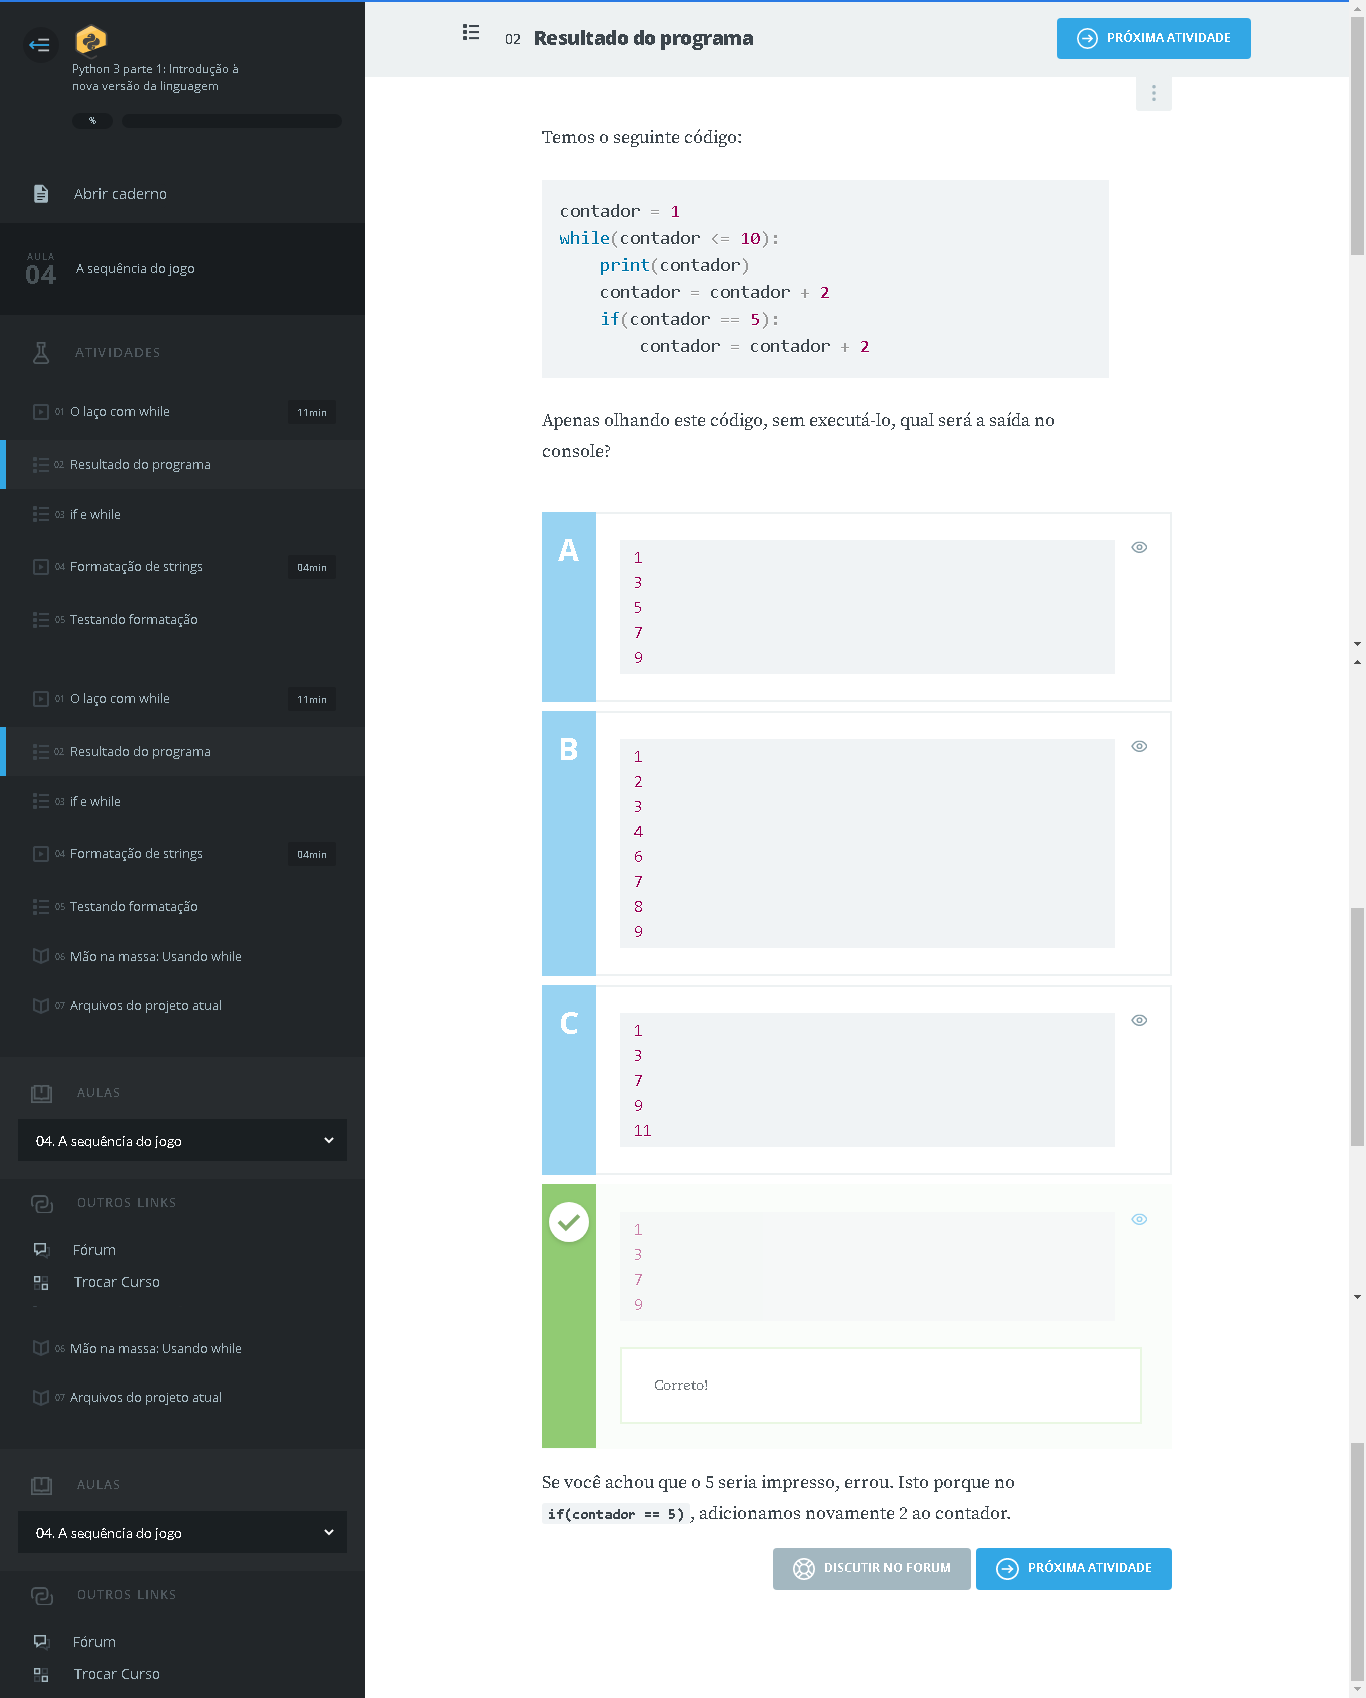 Python 3 parte 1: Introdução à
nova versão da linguagem
%
Abrir caderno
AULA
04
A sequência do jogo
ATIVIDADES
01 O laço com while 11min
02 Resultado do programa
03 if e while
04 Formatação de strings 04min
05 Testando formatação
01 O laço com while 11min
02 Resultado do programa
03 if e while
04 Formatação de strings 04min
05 Testando formatação
06 Mão na massa: Usando while
07 Arquivos do projeto atual
AULAS
04. A sequência do jogo
OUTROS LINKS
Fórum
Trocar Curso
06 Mão na massa: Usando while
07 Arquivos do projeto atual
AULAS
04. A sequência do jogo
OUTROS LINKS
Fórum
Trocar Curso
02 Resultado do programa
PRÓXIMA ATIVIDADE
Temos o seguinte código:
contador = 1
while(contador <= 10):
    print(contador)
    contador = contador + 2
    if(contador == 5):
        contador = contador + 2
Apenas olhando este código, sem executá-lo, qual será a saída no
console?
A
1
3
5
7
9
B
1
2
3
4
6
7
8
9
C
1
3
7
9
11
1
3
7
9
Correto!
Se você achou que o 5 seria impresso, errou. Isto porque no
if(contador == 5), adicionamos novamente 2 ao contador.
DISCUTIR NO FORUM
PRÓXIMA ATIVIDADE